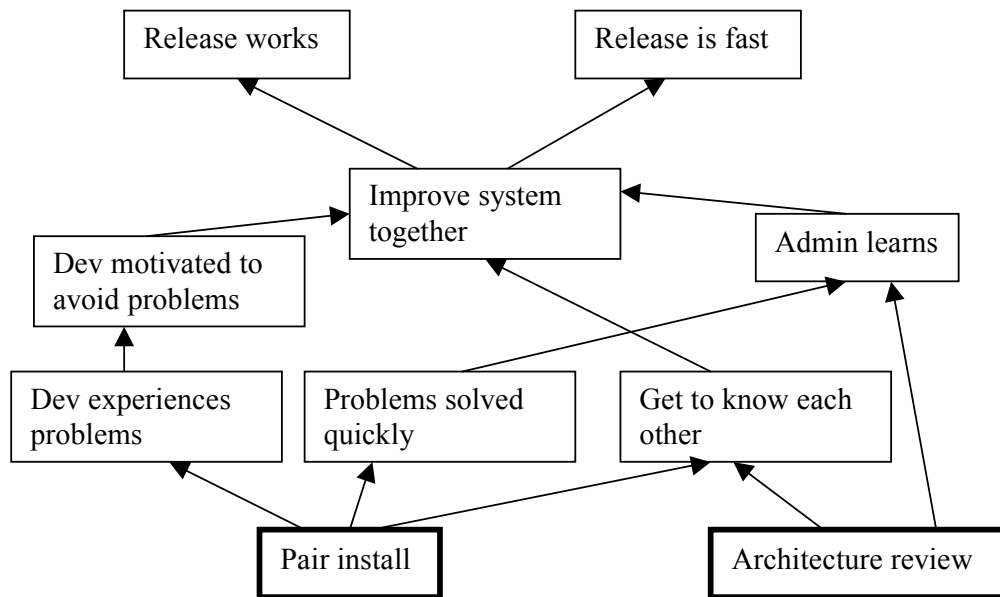 Release works
Release is fast
Improve system
together
Admin learns
Dev motivated to
avoid problems
Dev experiences
problems
Problems solved
quickly
Get to know each
other
Pair install
Architecture review